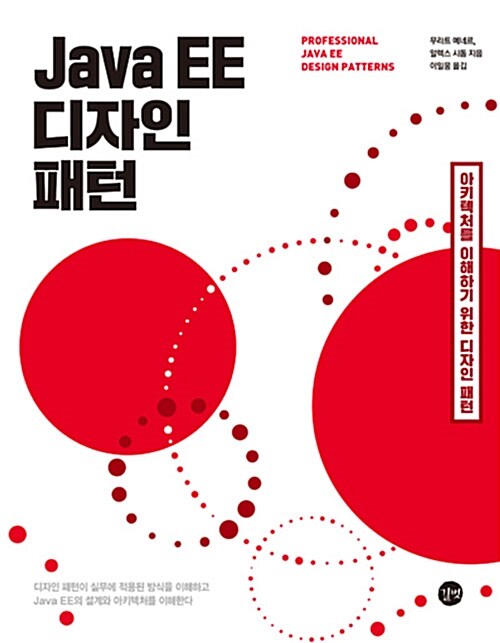 Java EE
디자인
패턴
PROFESSIONAL
JAVA EE
DESIGN PATTERNS
무라트 예네르,
알렉스 시돔 지음
이일웅 옮김
아키텍처를 이해하기 위한 디자인 패턴
디자인 패턴이 실무에 적용된 방식을 이해하고
Java EE의 설계와 아키텍처를 이해한다
길벗